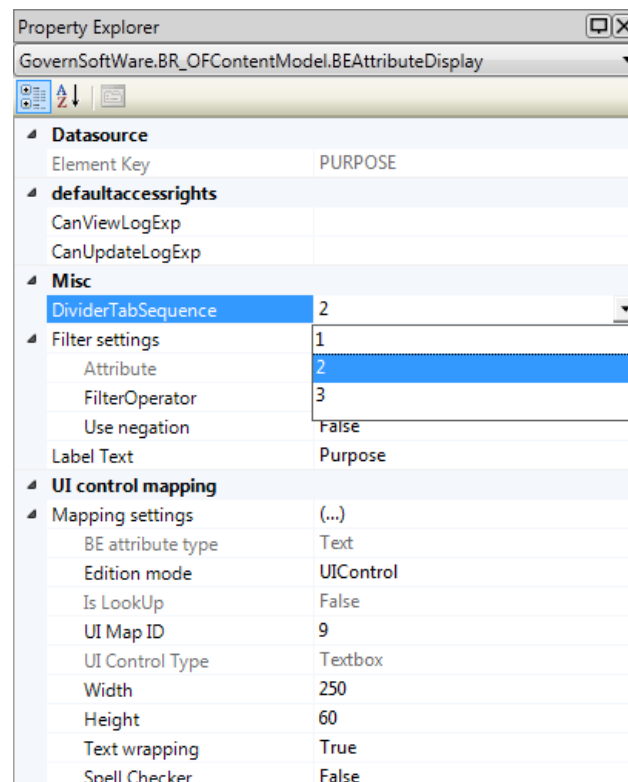 Property Explorer
GovernSoftWare.BR_OFContentModel.BEAttributeDisplay
Datasource
Element Key PURPOSE
defaultaccessrights
CanViewLogExp
CanUpdateLogExp
Misc
DividerTabSequence 2
Filter settings 1
Attribute 2
FilterOperator 3
Use negation False
Label Text Purpose
UI control mapping
Mapping settings (...)
BE attribute type Text
Edition mode UIControl
Is LookUp False
UI Map ID 9
UI Control Type Textbox
Width 250
Height 60
Text wrapping True
Spell Checker False